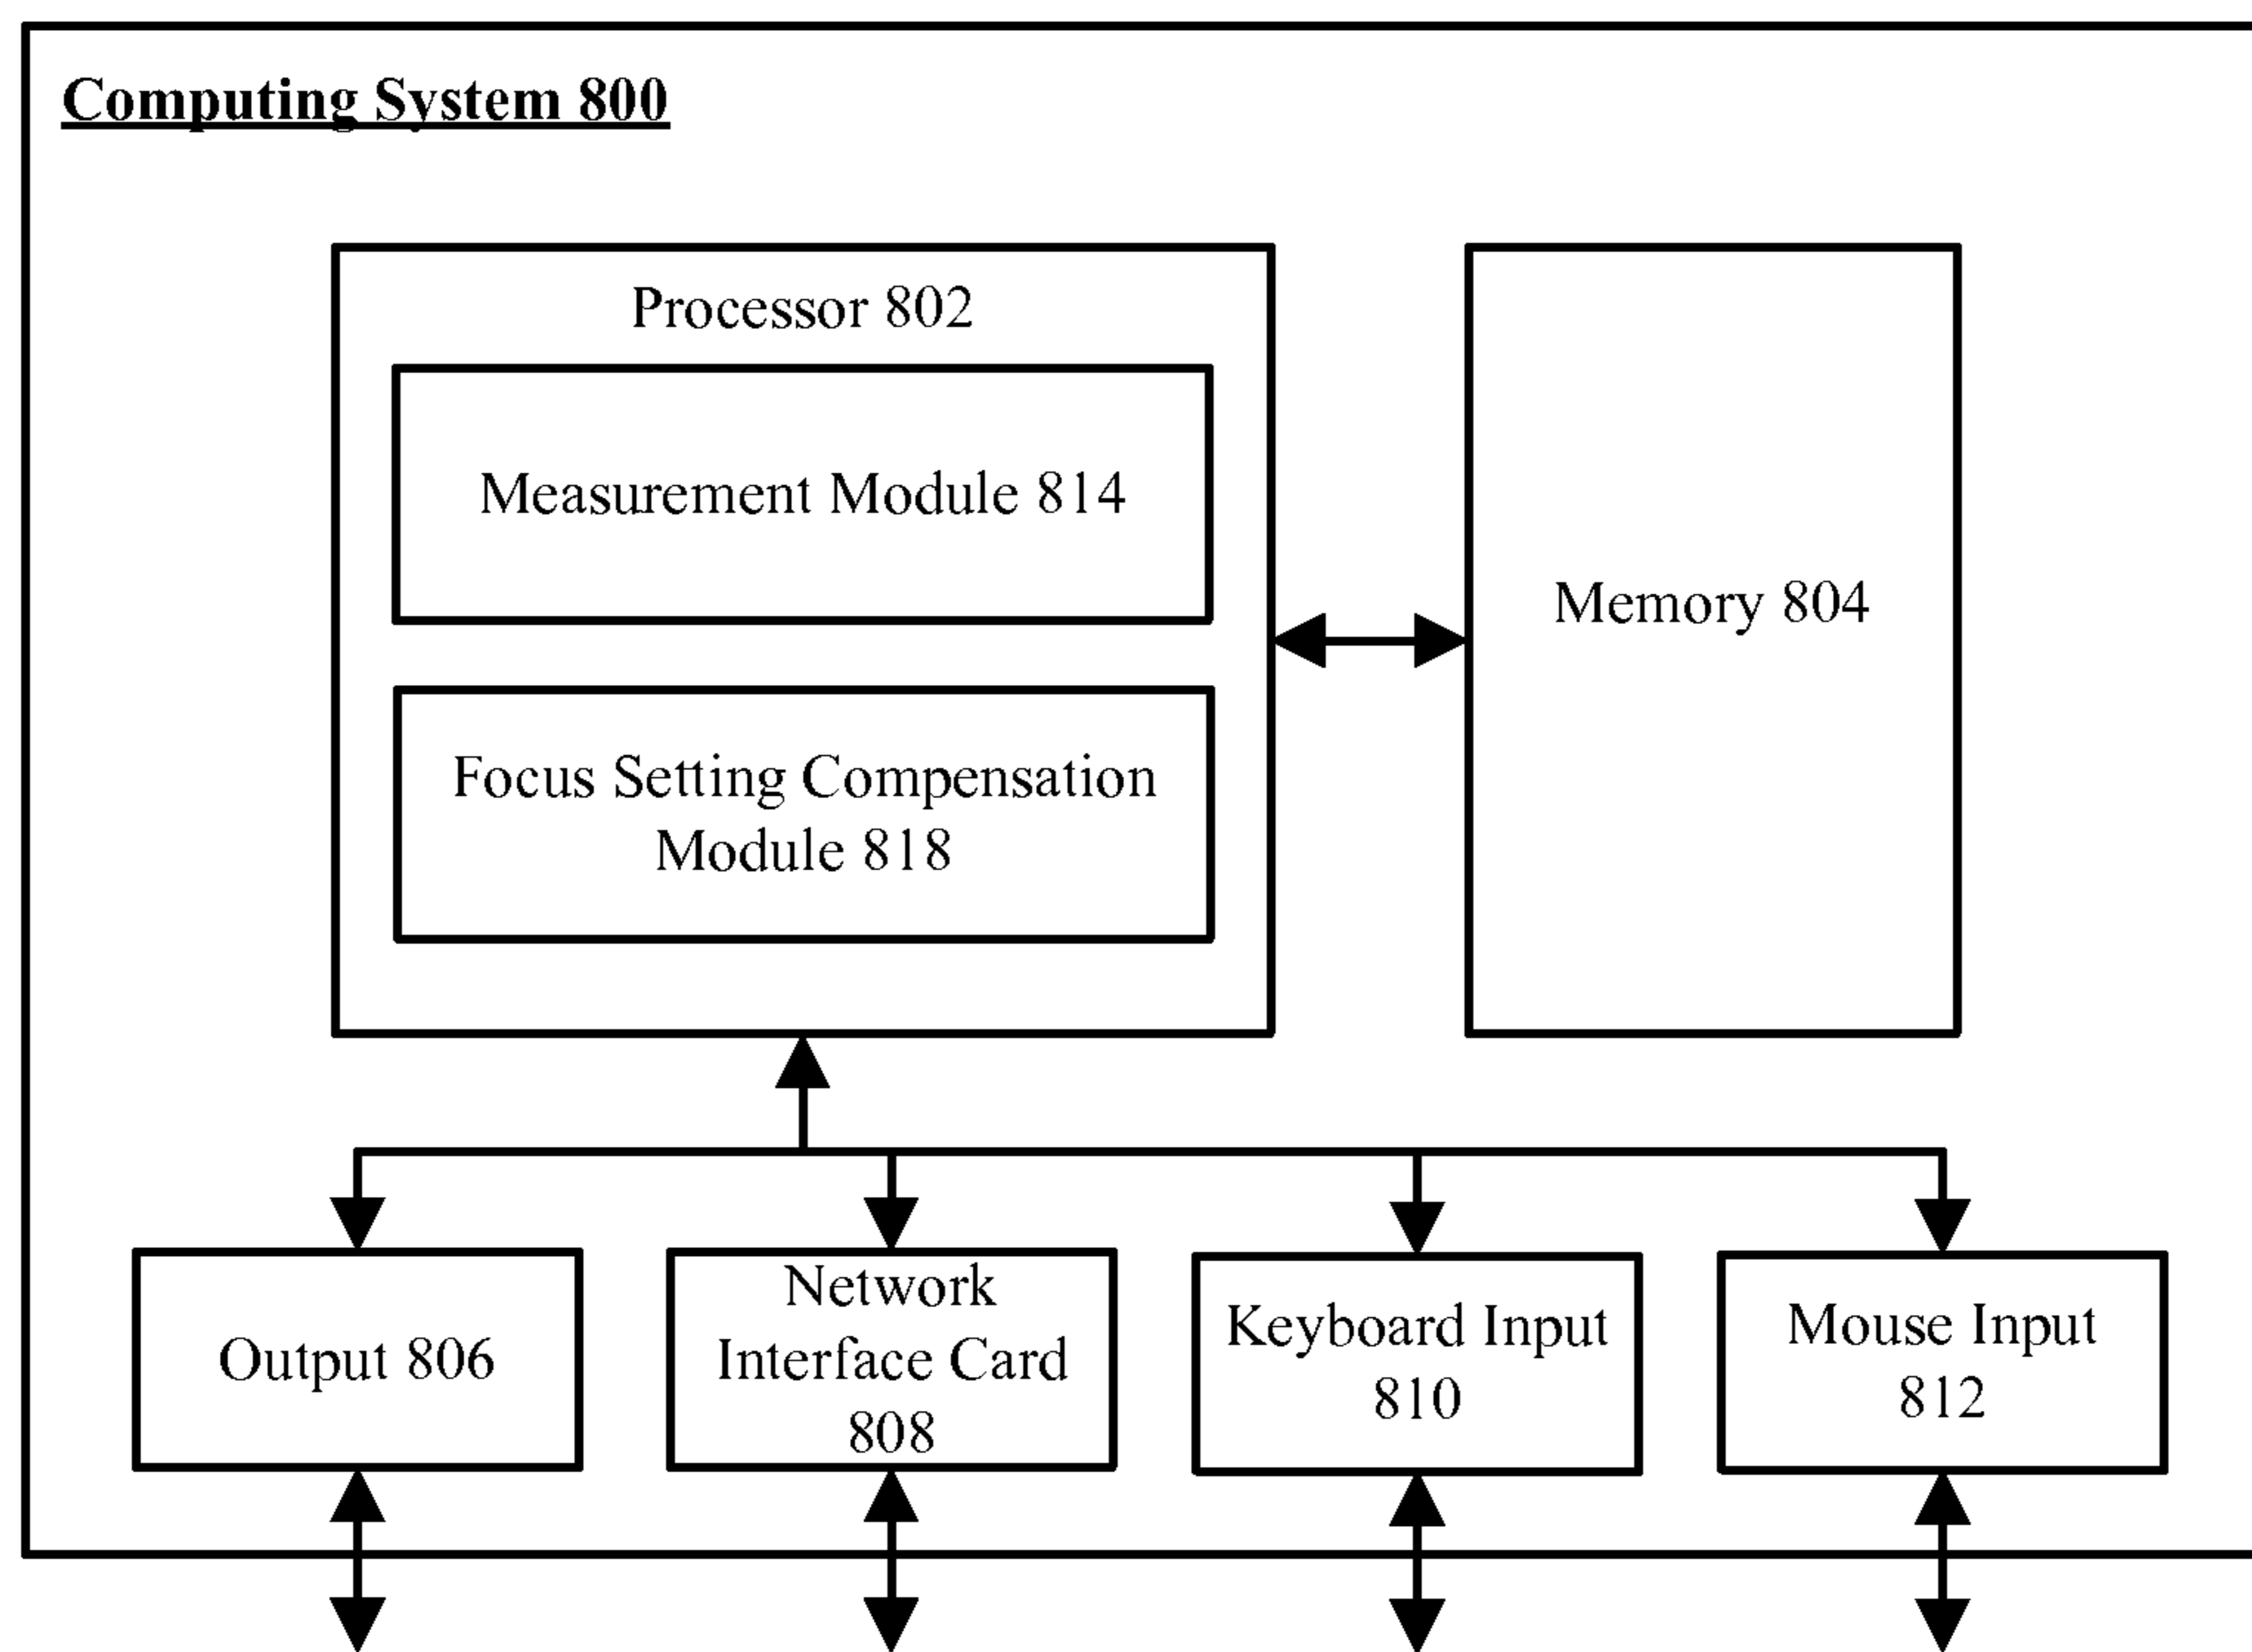 Computing System 800
Processor 802
Measurement Module 814
Focus Setting Compensation
Module 818
Memory 804
Output 806
Network
Interface Card
808
Keyboard Input
810
Mouse Input
812